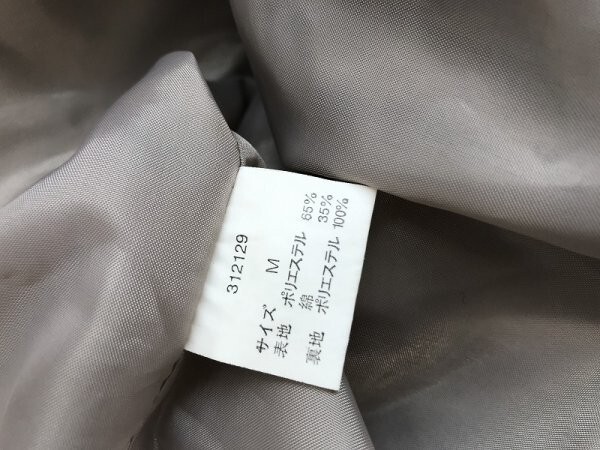 312129
サイズ M
表地 ポリエステル 65%
綿 35%
裏地 ポリエステル 100%